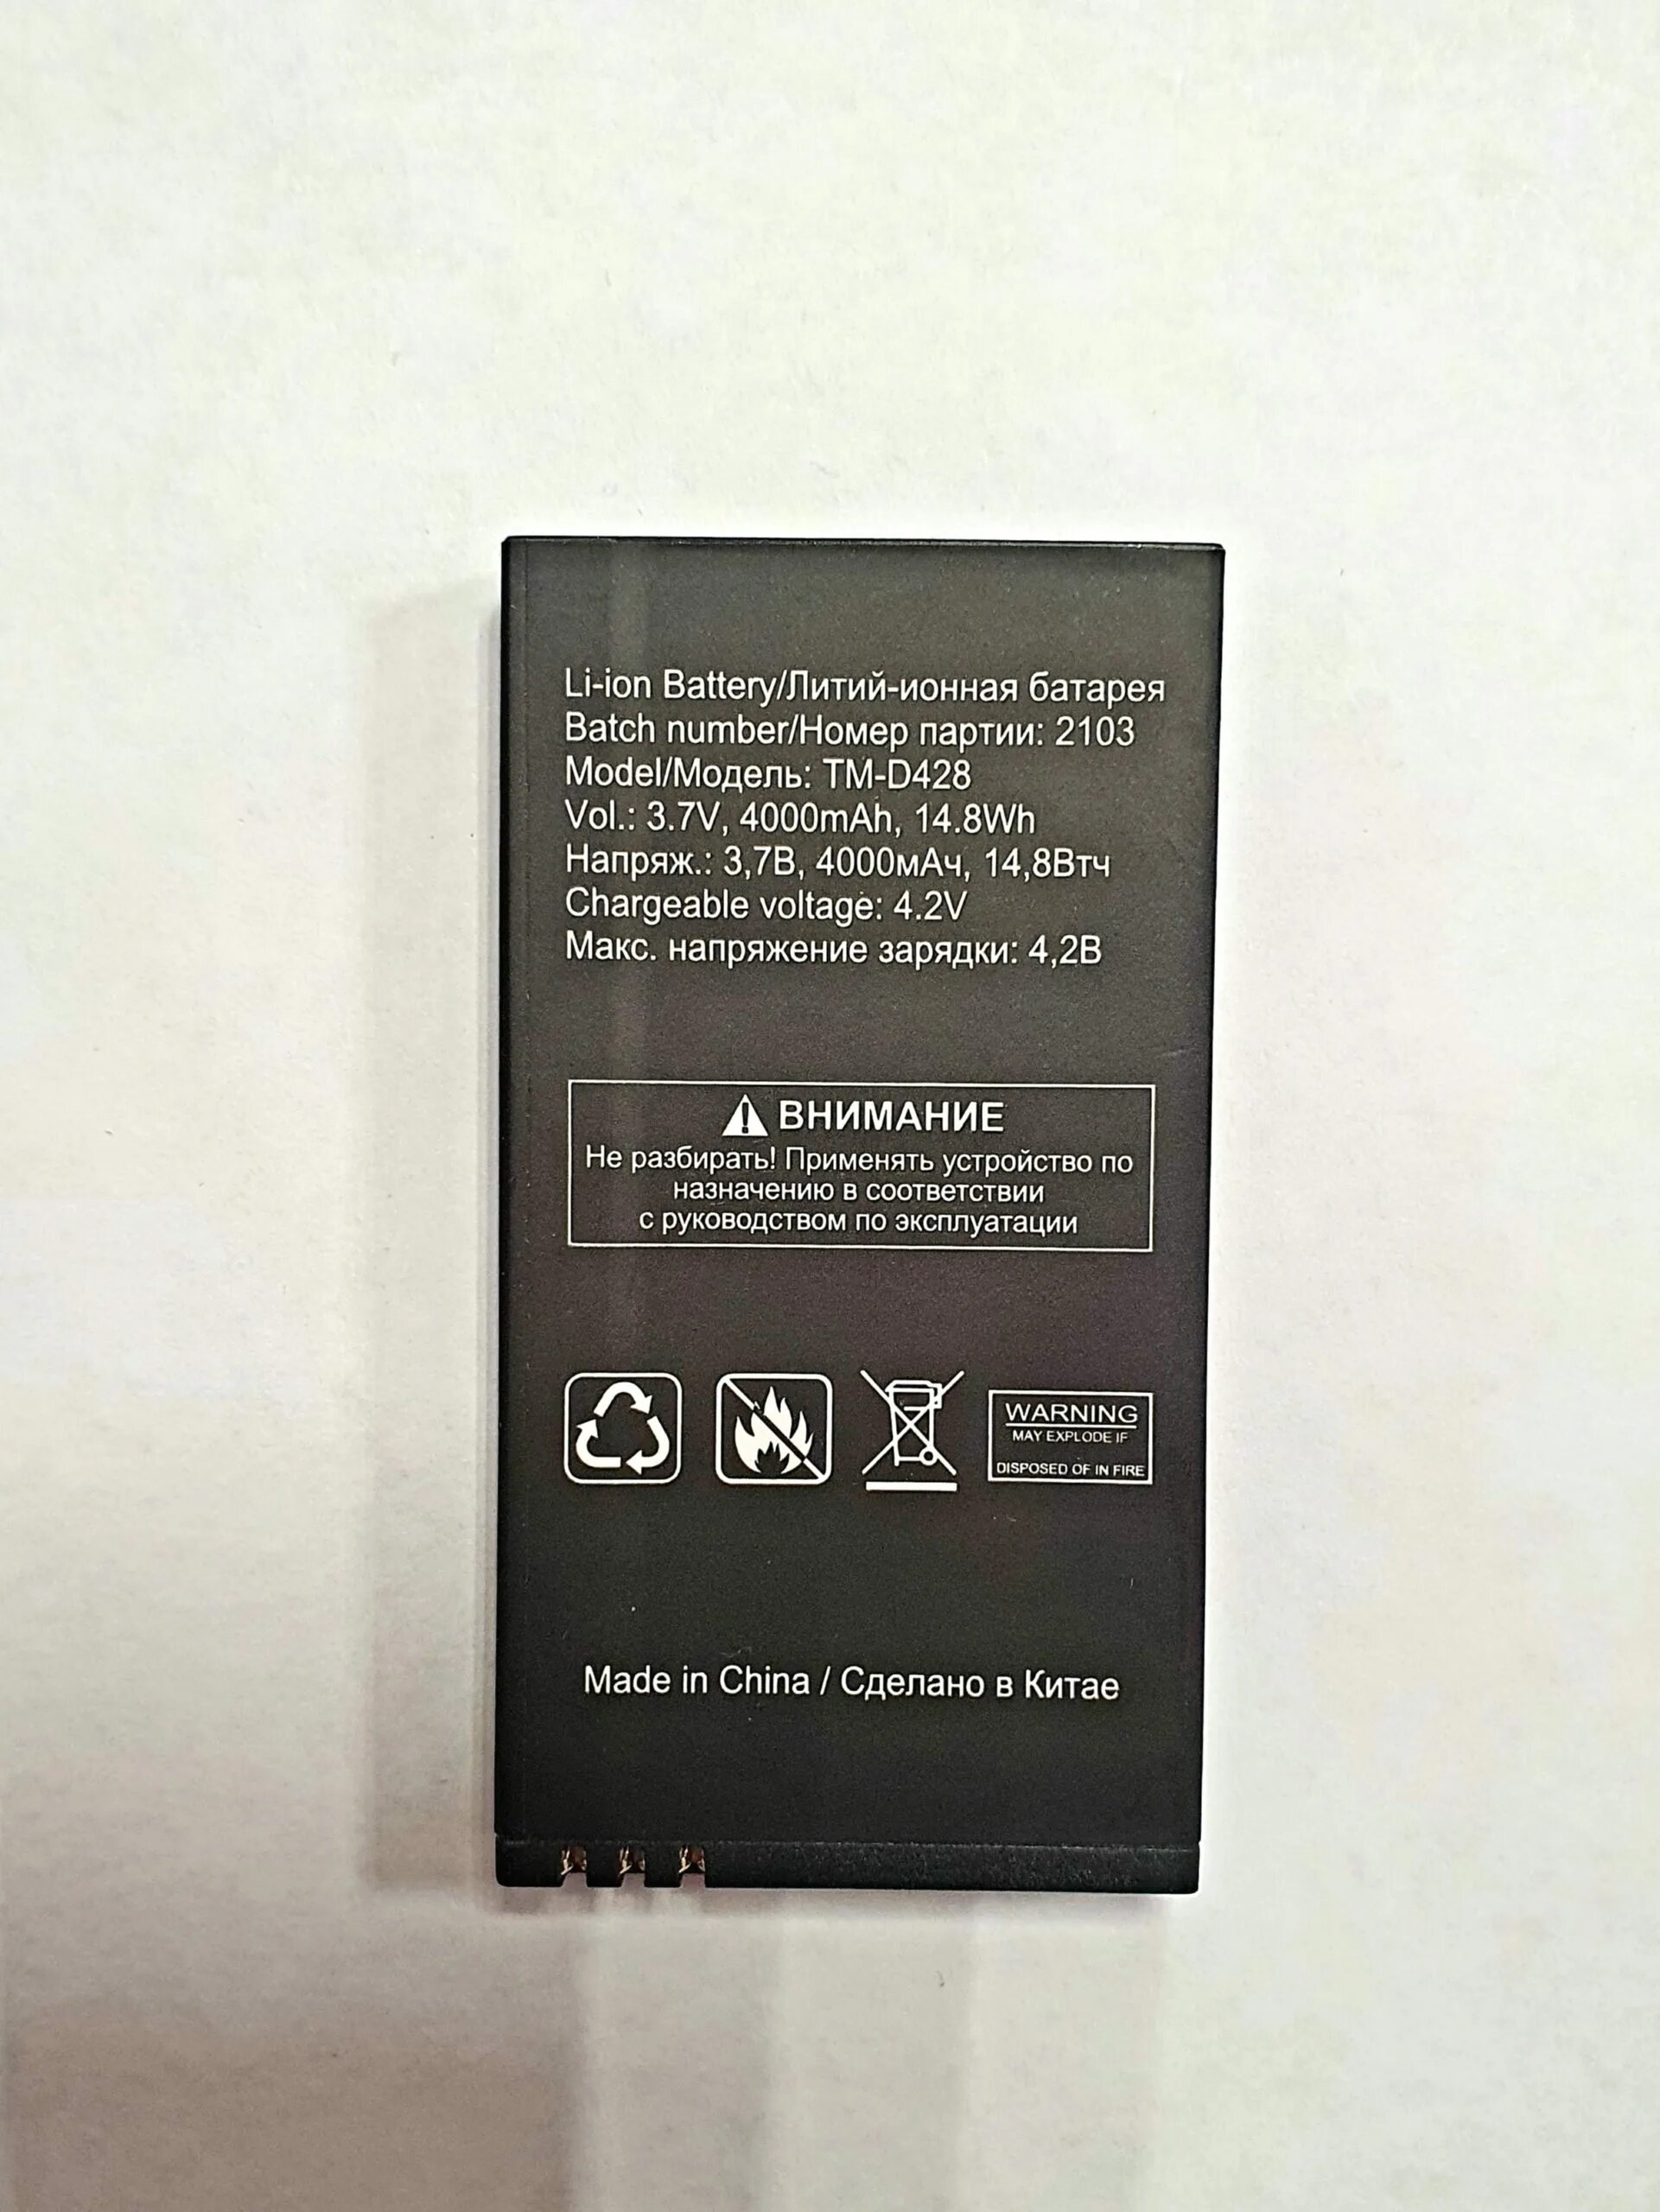 Li-ion Battery/Литий-ионная батарея
Batch number/Номер партии: 2103
Model/Модель: TM-D428
Vol.: 3.7V, 4000mAh, 14.8Wh
Напряж.: 3,7В, 4000мАч, 14,8Втч
Chargeable voltage: 4.2V
Макс. напряжение зарядки: 4,2В
ВНИМАНИЕ
Не разбирать! Применять устройство по
назначению в соответствии
с руководством по эксплуатации
WARNING
MAY EXPLODE IF
DISPOSED OF IN FIRE
Made in China / Сделано в Китае